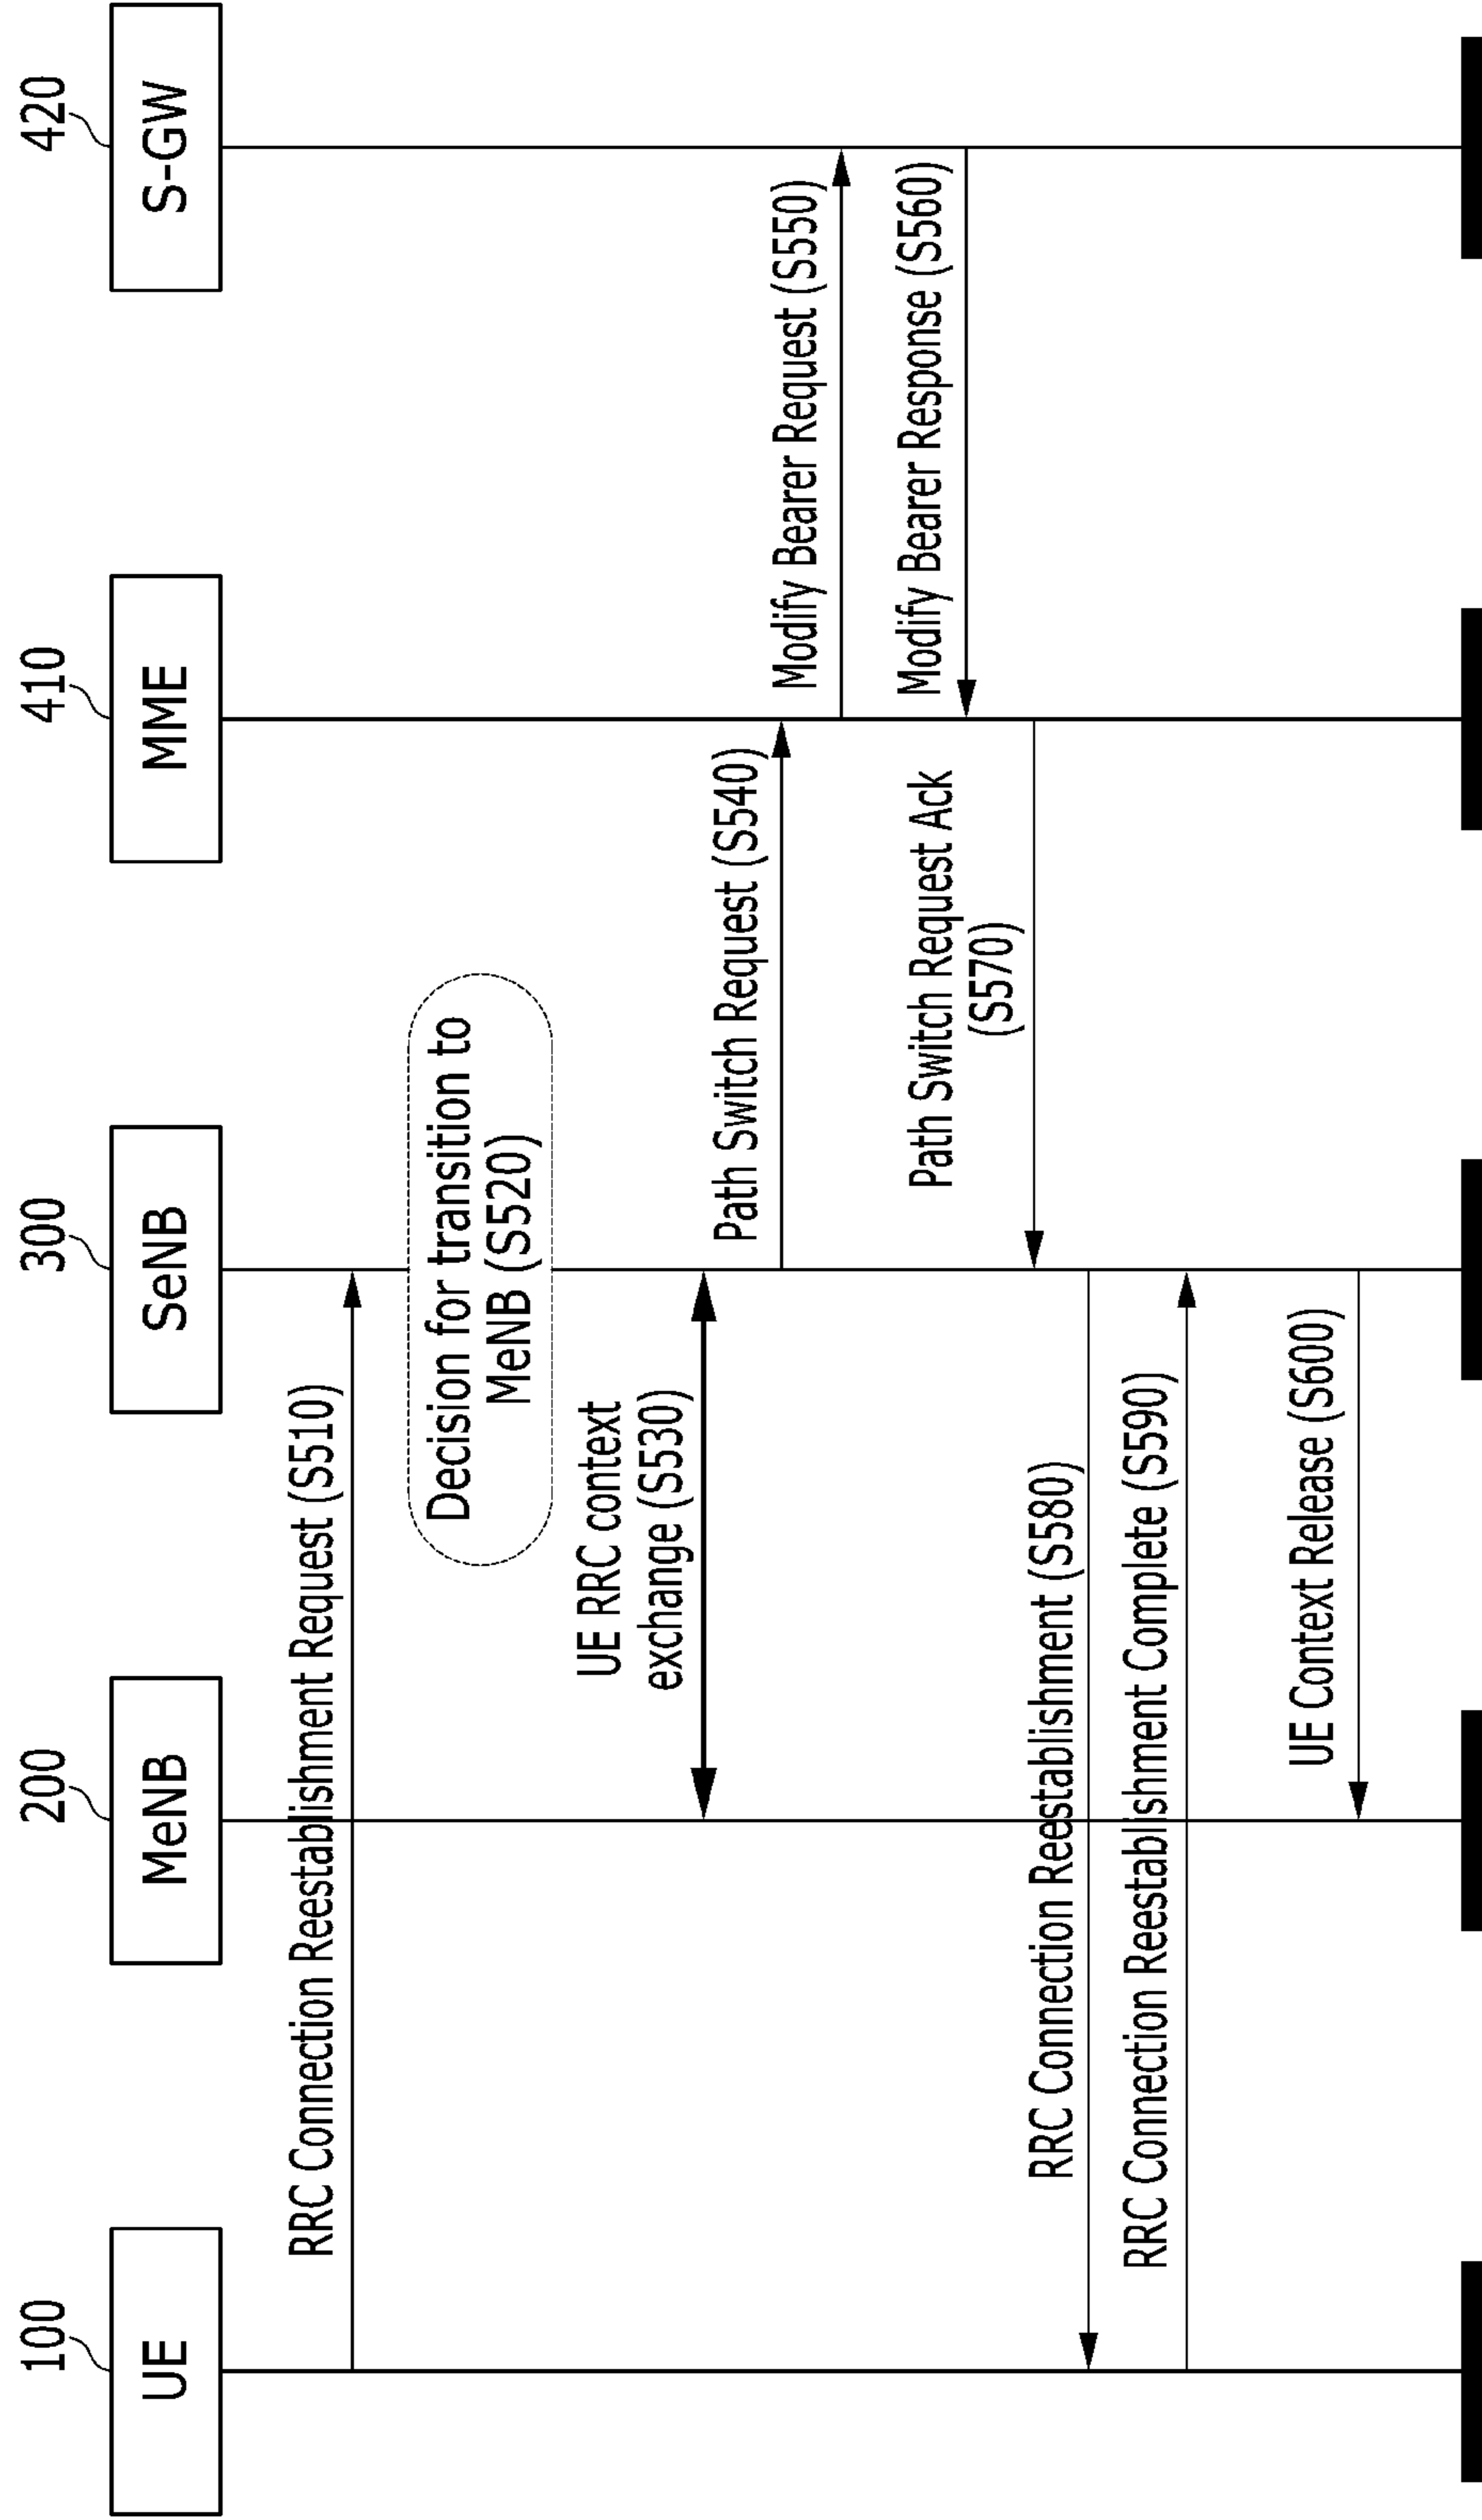 100
200
300
410
420
UE
MeNB
SeNB
MME
S-GW
RRC Connection Reestablishment Request (S510)
Decision for transition to
MeNB (S520)
UE RRC context
exchange (S530)
Path Switch Request (S540)
Modify Bearer Request (S550)
Modify Bearer Response (S560)
Path Switch Request Ack
(S570)
RRC Connection Reestablishment (S580)
RRC Connection Reestablishment Complete (S590)
UE Context Release (S600)